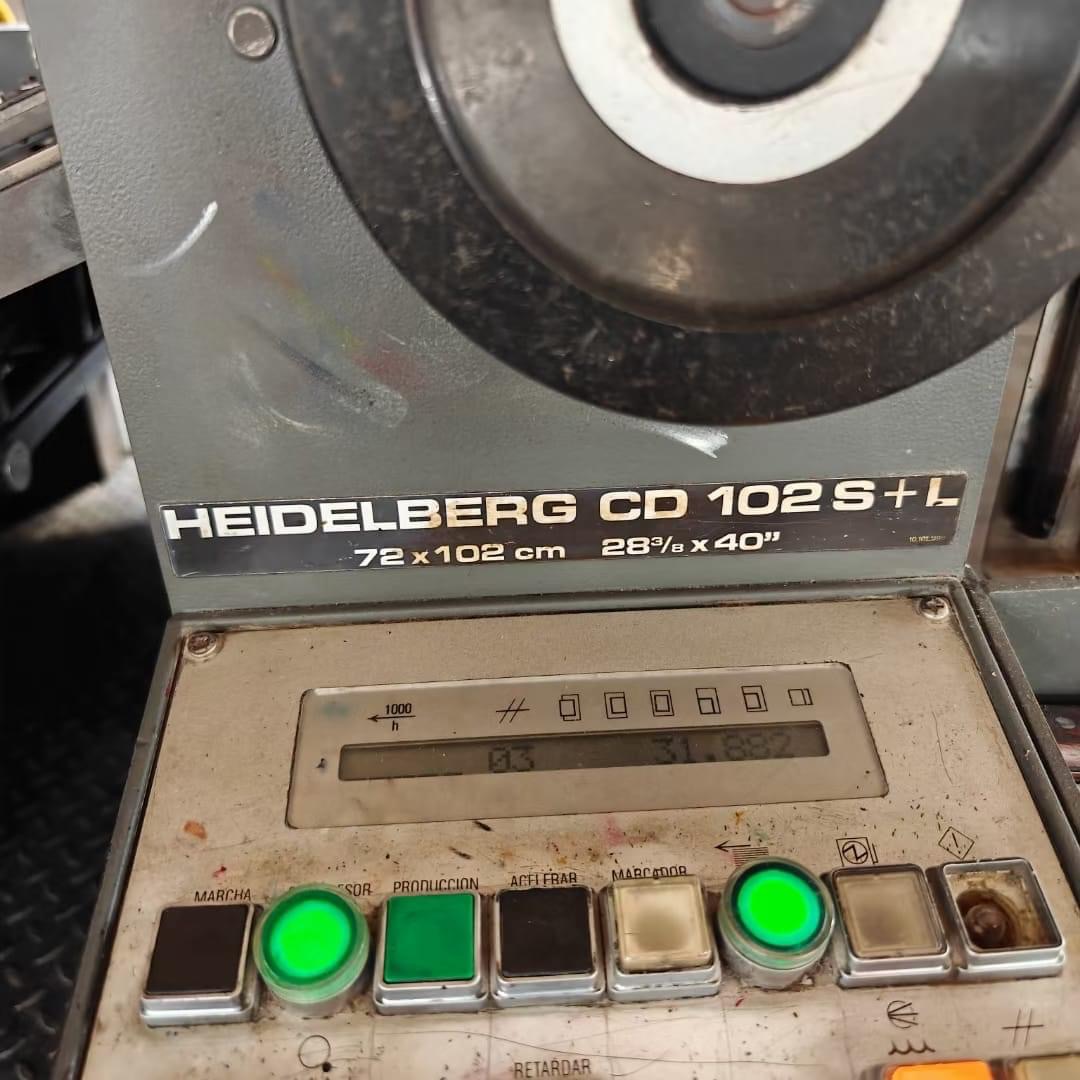 HEIDELBERG CD 102 S+L
72 x 102 cm 28³/₈ x 40”
1000
h
03 31.882
MARCHA PRODUCCION ACELERAR MARCADOR
RETARDAR